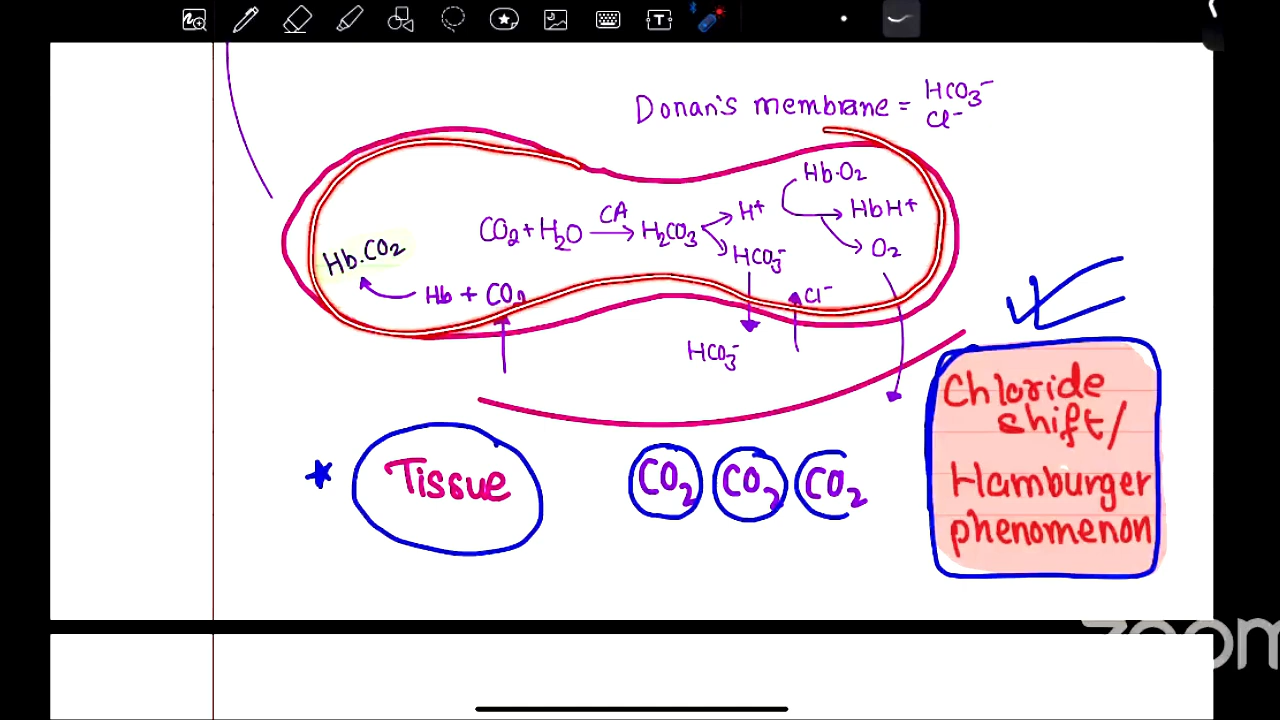 Donan's membrane = HCO3⁻
Cl⁻
Hb·O2
HbH+
O2
CO2 + H2O CA → H2CO3 → H+
HCO3⁻
Hb·CO2
Hb + CO2
Cl⁻
HCO3⁻
Tissue
CO2 CO2 CO2
Chloride
shift/
Hamburger
phenomenon
zoom